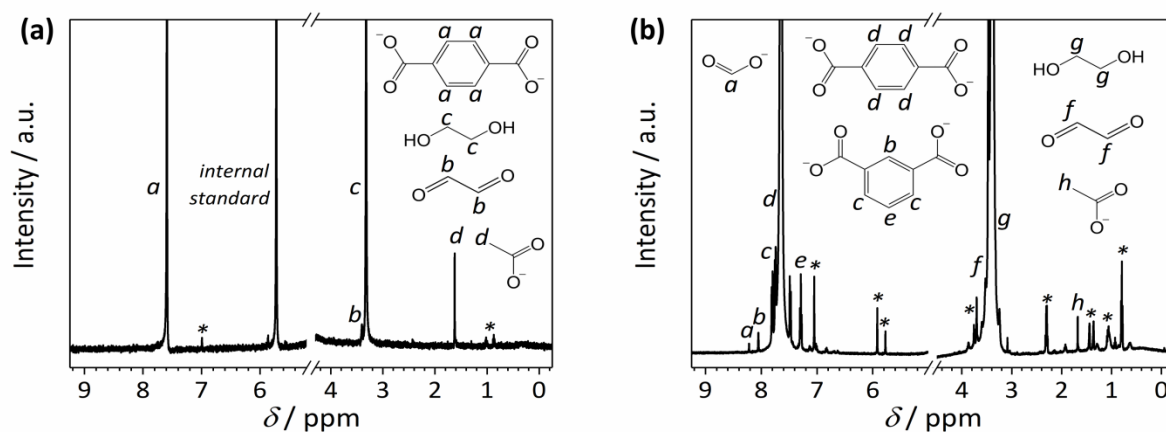 (a)
Intensity / a.u.
δ / ppm
9 8 7 6 4 3 2 1 0
a
*
internal
standard
c
b
d
*
⁻O O
a a
a a
O O⁻
c
HO OH
c
b
O O
b
d
O
O⁻
(b)
Intensity / a.u.
δ / ppm
9 8 7 6 5 4 3 2 1 0
a
b
c
d
e
*
*
*
*
f
g
*
h
*
*
*
O O⁻
a
⁻O O
d d
d d
O O⁻
g
HO OH
g
f
O O
f
O b O⁻
⁻O O
c c
e
h
O
O⁻